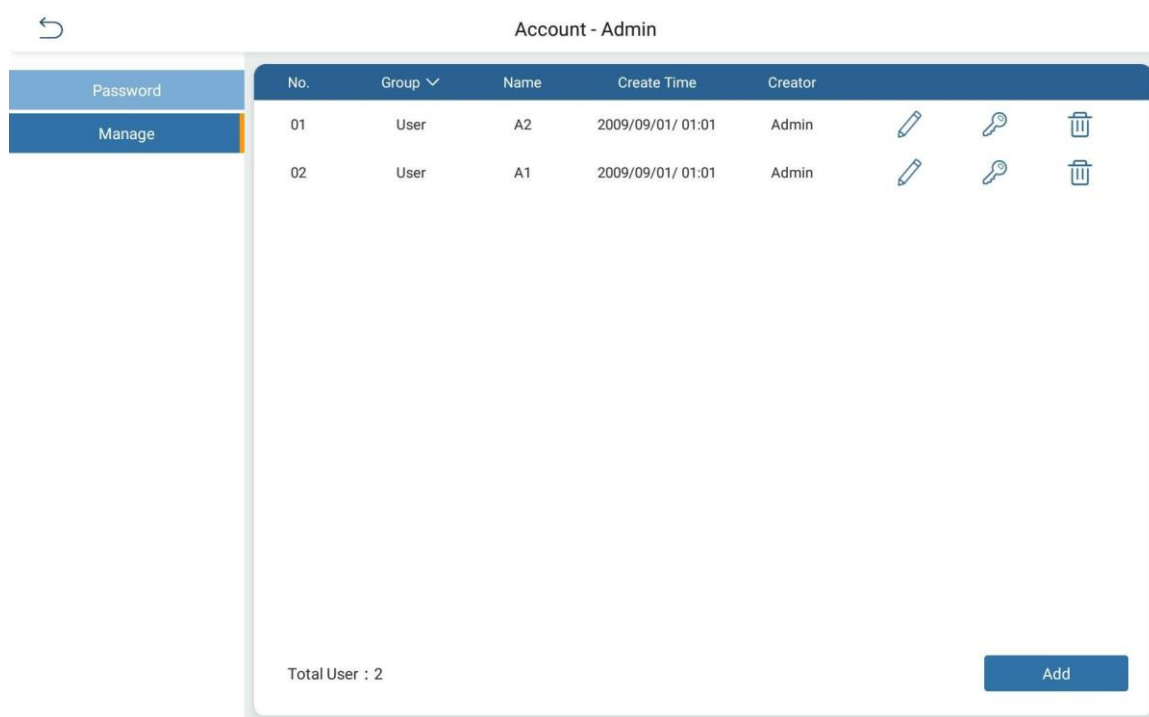 Account - Admin
Password
Manage
No. Group Name Create Time Creator
01 User A2 2009/09/01/ 01:01 Admin
02 User A1 2009/09/01/ 01:01 Admin
Total User : 2
Add